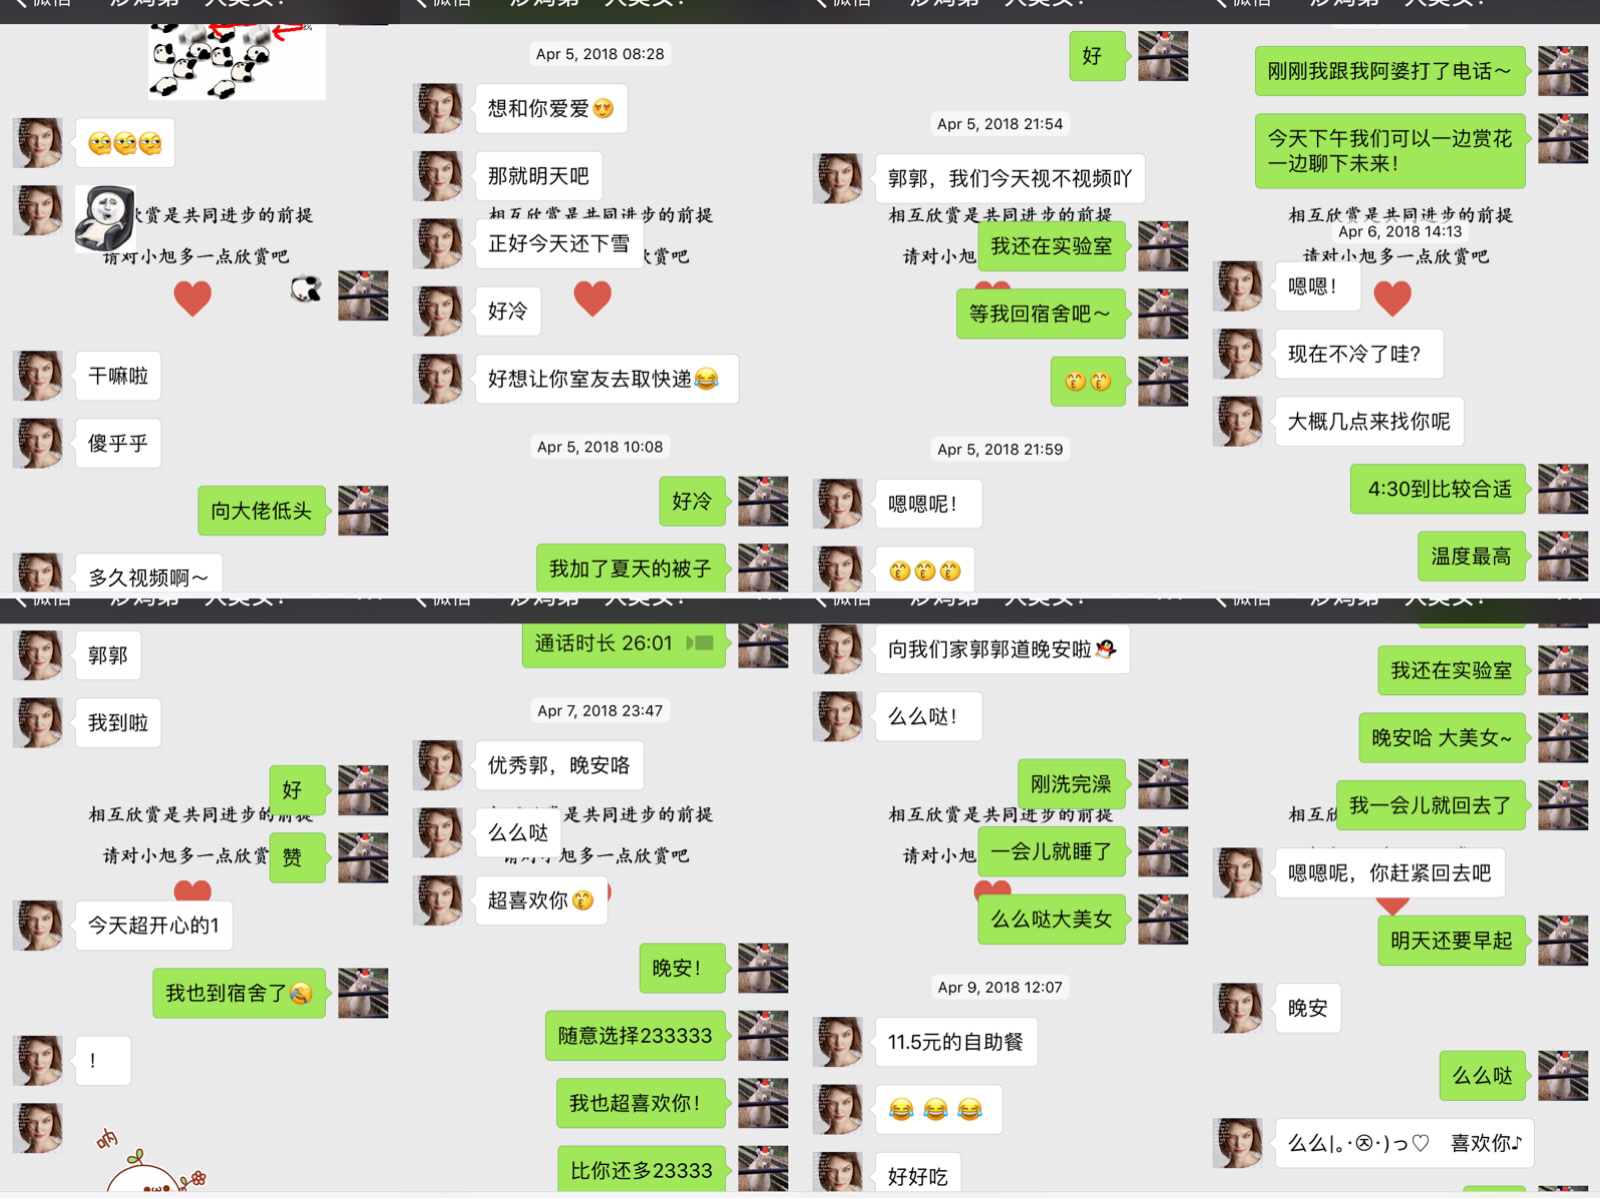 相互欣赏是共同进步的前提
请对小旭多一点欣赏吧
干嘛啦
傻乎乎
向大佬低头
多久视频啊～
Apr 5, 2018 08:28
想和你爱爱
那就明天吧
相互欣赏是共同进步的前提
正好今天还下雪
好冷
好想让你室友去取快递
Apr 5, 2018 10:08
好冷
我加了夏天的被子
好
Apr 5, 2018 21:54
郭郭，我们今天视不视频吖
相互欣赏是共同进步的前提
请对小旭
我还在实验室
等我回宿舍吧～
Apr 5, 2018 21:59
嗯嗯呢！
刚刚我跟我阿婆打了电话～
今天下午我们可以一边赏花
一边聊下未来！
相互欣赏是共同进步的前提
Apr 6, 2018 14:13
请对小旭多一点欣赏吧
嗯嗯！
现在不冷了哇？
大概几点来找你呢
4:30到比较合适
温度最高
郭郭
我到啦
好
相互欣赏是共同进步的前提
请对小旭多一点欣赏
赞
今天超开心的1
我也到宿舍了
！
呐
通话时长 26:01
Apr 7, 2018 23:47
优秀郭，晚安咯
是共同进步的前提
么么哒
请对小旭多一点欣赏吧
超喜欢你
晚安！
随意选择233333
我也超喜欢你！
比你还多23333
向我们家郭郭道晚安啦
么么哒！
刚洗完澡
相互欣赏是共同进步的前提
请对小旭
一会儿就睡了
么么哒大美女
Apr 9, 2018 12:07
11.5元的自助餐
好好吃
我还在实验室
晚安哈 大美女~
我一会儿就回去了
相互欣
嗯嗯呢，你赶紧回去吧
明天还要早起
晚安
么么哒
么么|｡･㉨･)っ♡ 喜欢你♪